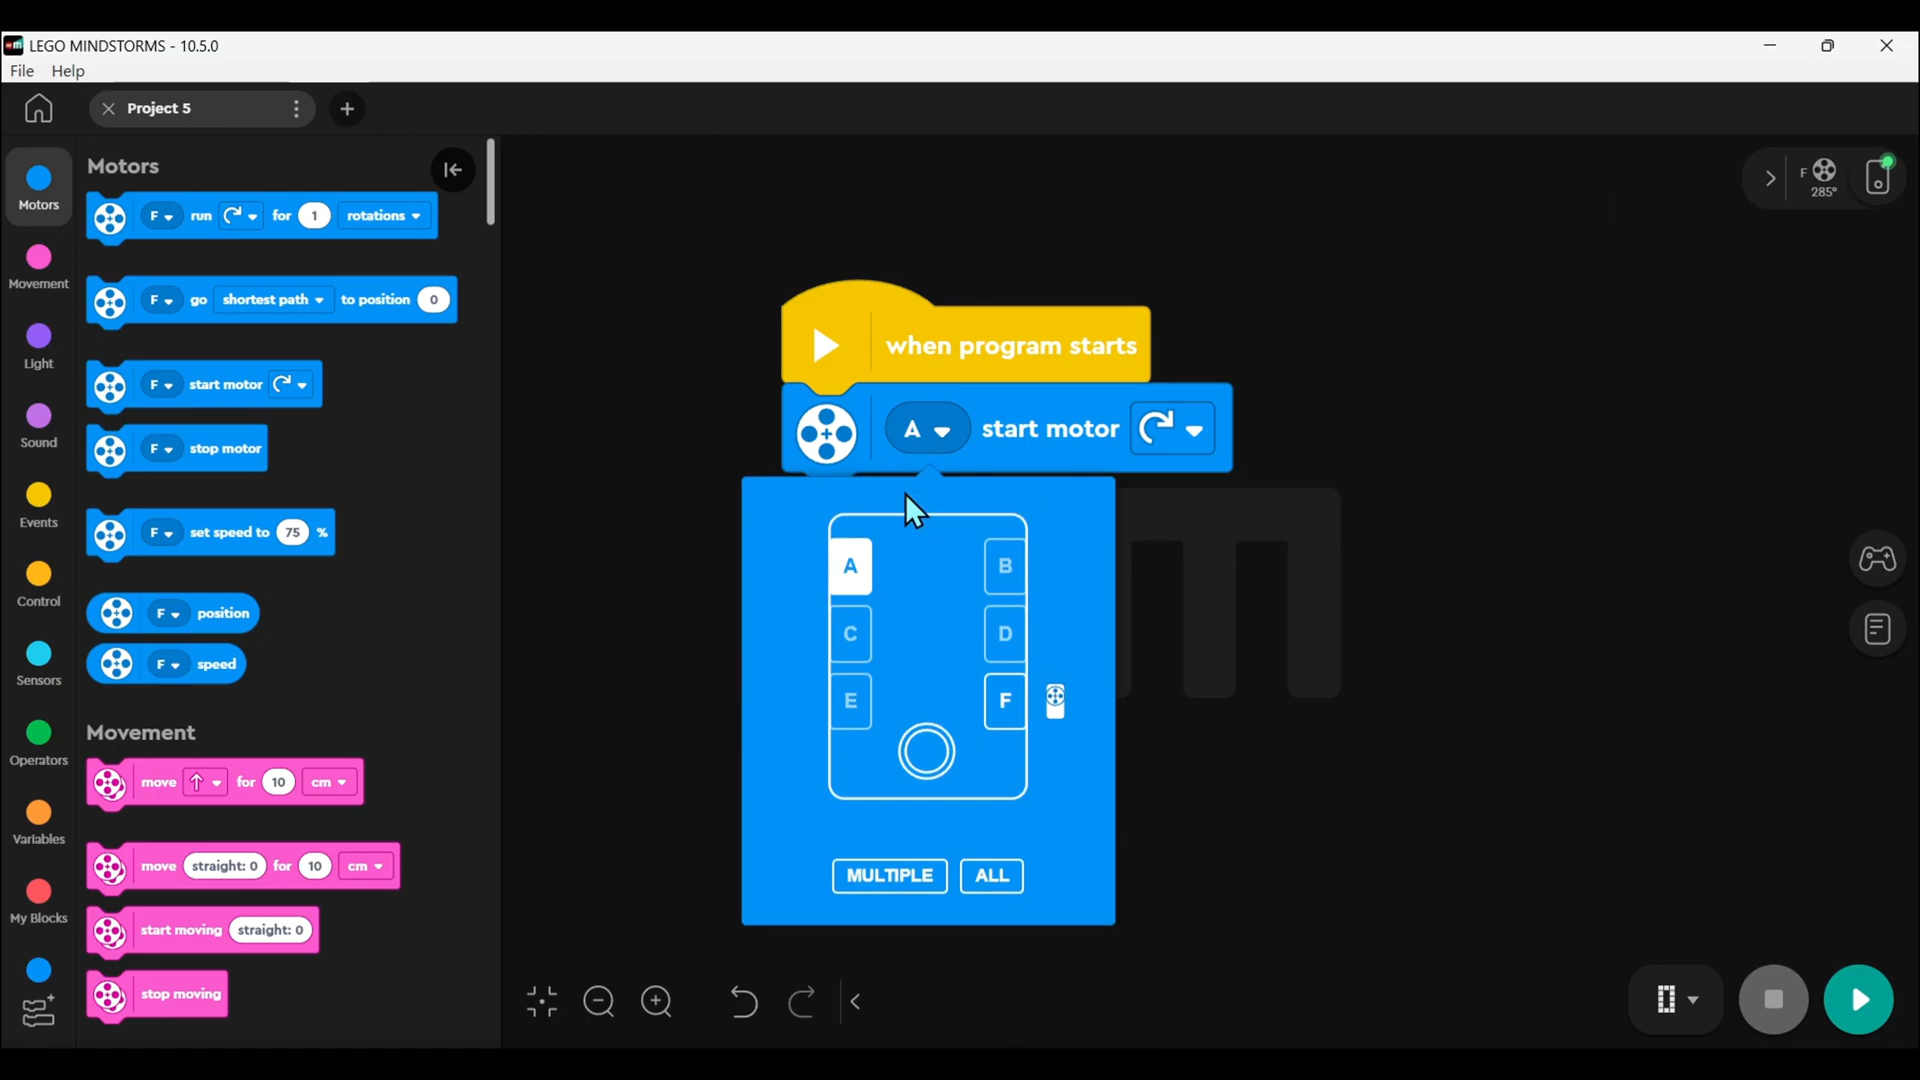 LEGO MINDSTORMS - 10.5.0
File Help
Project 5
Motors
Movement
Light
Sound
Events
Control
Sensors
Operators
Variables
My Blocks
Motors
F run for 1 rotations
F go shortest path to position 0
F start motor
F stop motor
F set speed to 75 %
F position
F speed
Movement
move for 10 cm
move straight: 0 for 10 cm
start moving straight: 0
stop moving
when program starts
A start motor
A B
C D
E F
MULTIPLE ALL
F
285°